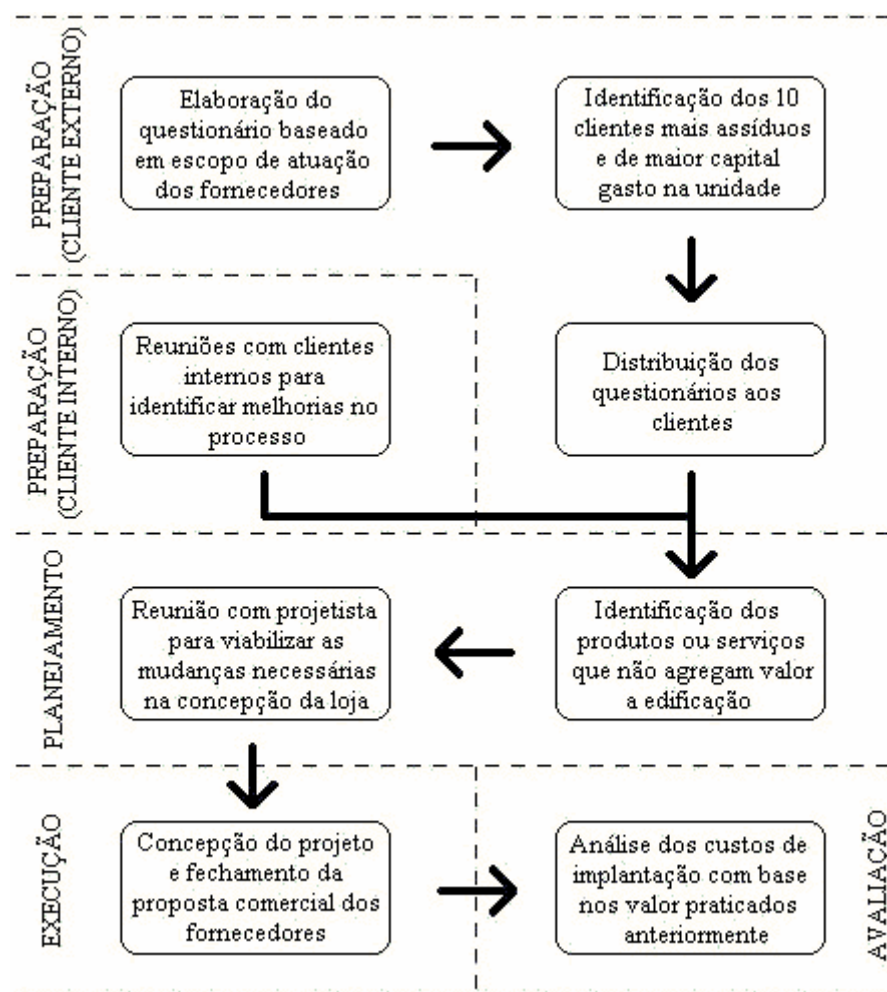 PREPARAÇÃO
(CLIENTE EXTERNO)
Elaboração do
questionário baseado
em escopo de atuação
dos fornecedores
Identificação dos 10
clientes mais assíduos
e de maior capital
gasto na unidade
PREPARAÇÃO
(CLIENTE INTERNO)
Reuniões com clientes
internos para
identificar melhorias no
processo
Distribuição dos
questionários aos
clientes
PLANEJAMENTO
Reunião com projetista
para viabilizar as
mudanças necessárias
na concepção da loja
Identificação dos
produtos ou serviços
que não agregam valor
a edificação
EXECUÇÃO
Concepção do projeto
e fechamento da
proposta comercial dos
fornecedores
Análise dos custos de
implantação com base
nos valor praticados
anteriormente
AVALIAÇÃO